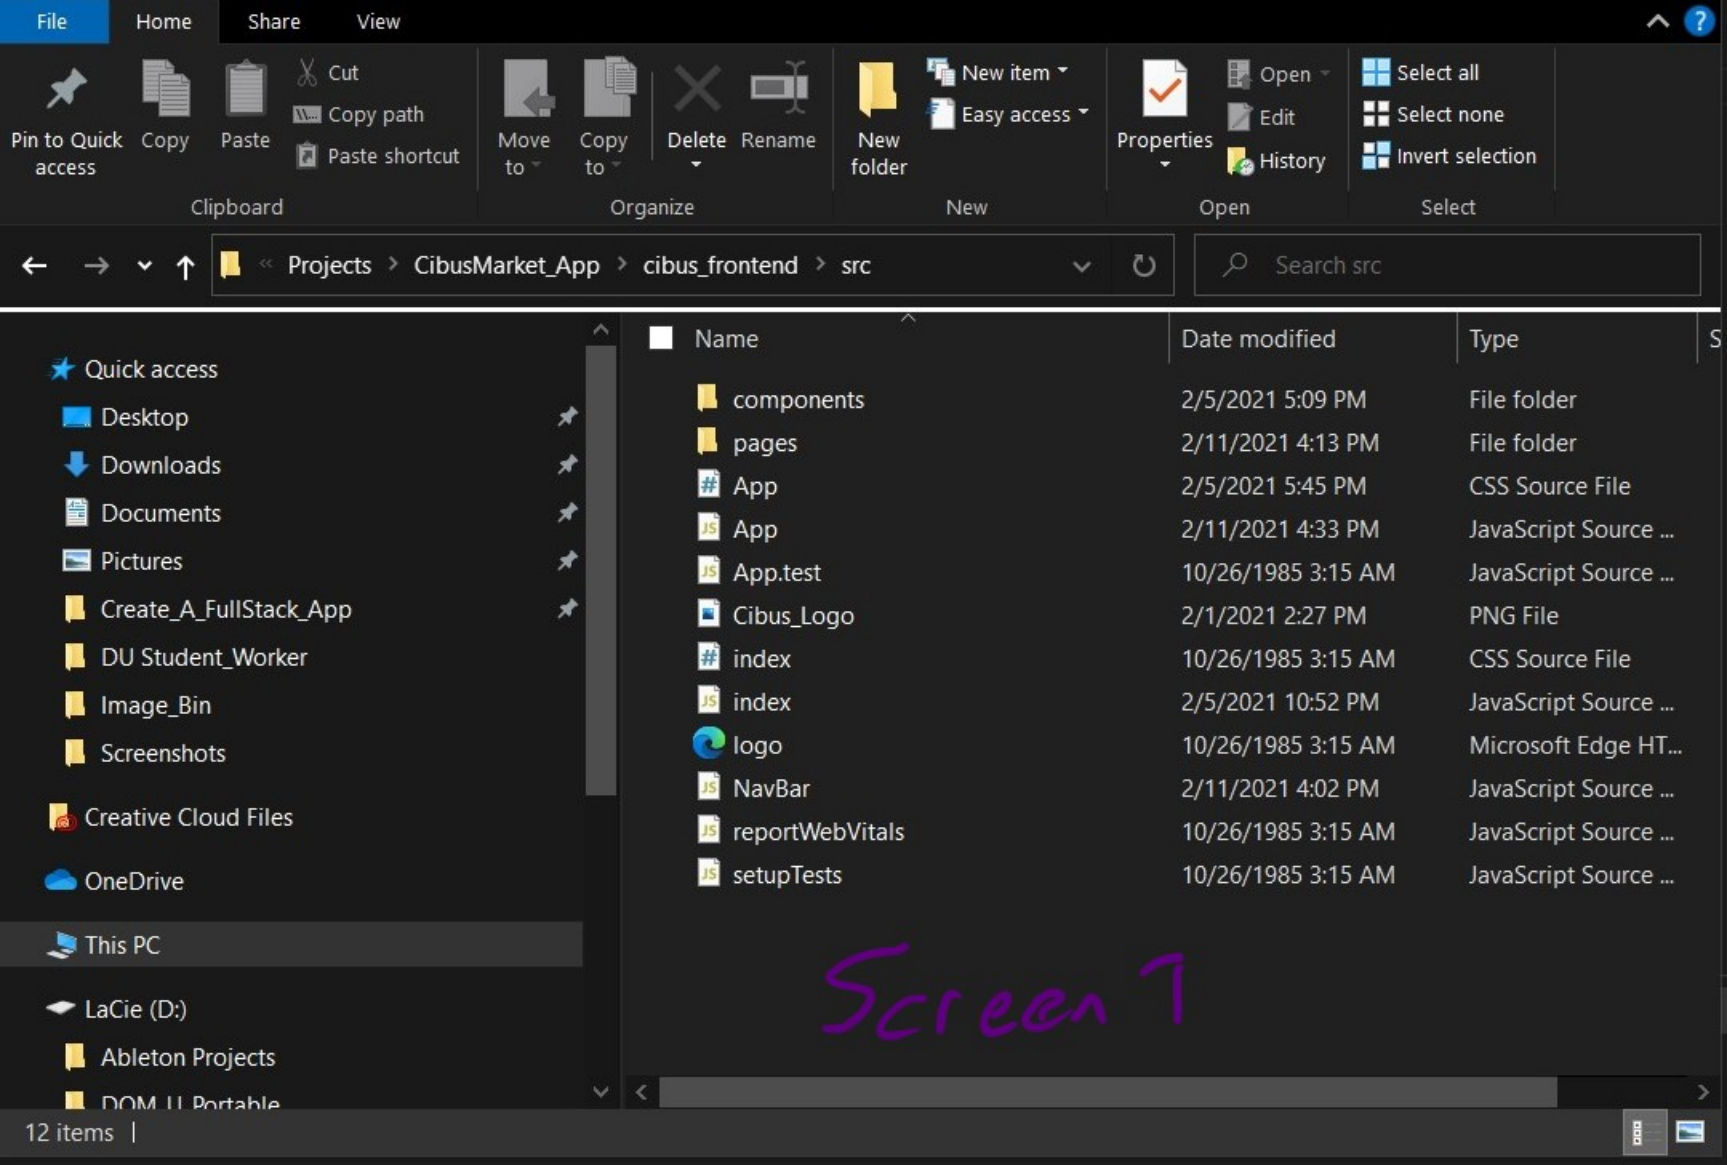 File Home Share View
Pin to Quick access Copy Paste Cut Copy path Paste shortcut
Move to Copy to Delete Rename
New folder New item Easy access
Properties Open Edit History
Select all Select none Invert selection
Clipboard Organize New Open Select
« Projects > CibusMarket_App > cibus_frontend > src
Search src
Quick access
Desktop
Downloads
Documents
Pictures
Create_A_FullStack_App
DU Student_Worker
Image_Bin
Screenshots
Creative Cloud Files
OneDrive
This PC
LaCie (D:)
Ableton Projects
DOM_U_Portable
Name Date modified Type S
components 2/5/2021 5:09 PM File folder
pages 2/11/2021 4:13 PM File folder
App 2/5/2021 5:45 PM CSS Source File
App 2/11/2021 4:33 PM JavaScript Source ...
App.test 10/26/1985 3:15 AM JavaScript Source ...
Cibus_Logo 2/1/2021 2:27 PM PNG File
index 10/26/1985 3:15 AM CSS Source File
index 2/5/2021 10:52 PM JavaScript Source ...
logo 10/26/1985 3:15 AM Microsoft Edge HT...
NavBar 2/11/2021 4:02 PM JavaScript Source ...
reportWebVitals 10/26/1985 3:15 AM JavaScript Source ...
setupTests 10/26/1985 3:15 AM JavaScript Source ...
Screen 1
12 items